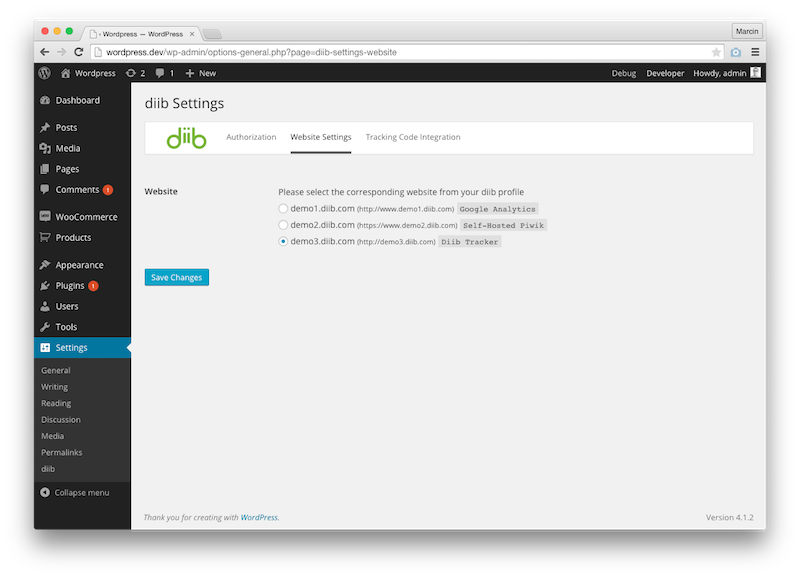 - Wordpress — WordPress
Marcin
wordpress.dev/wp-admin/options-general.php?page=diib-settings-website
Wordpress 2 1 New Debug Developer Howdy, admin
Dashboard
Posts
Media
Pages
Comments 1
WooCommerce
Products
Appearance
Plugins 1
Users
Tools
Settings
General
Writing
Reading
Discussion
Media
Permalinks
diib
Collapse menu
diib Settings
diib Authorization Website Settings Tracking Code Integration
Website
Please select the corresponding website from your diib profile
demo1.diib.com (http://www.demo1.diib.com) Google Analytics
demo2.diib.com (https://www.demo2.diib.com) Self-Hosted Piwik
demo3.diib.com (http://demo3.diib.com) Diib Tracker
Save Changes
Thank you for creating with WordPress.
Version 4.1.2